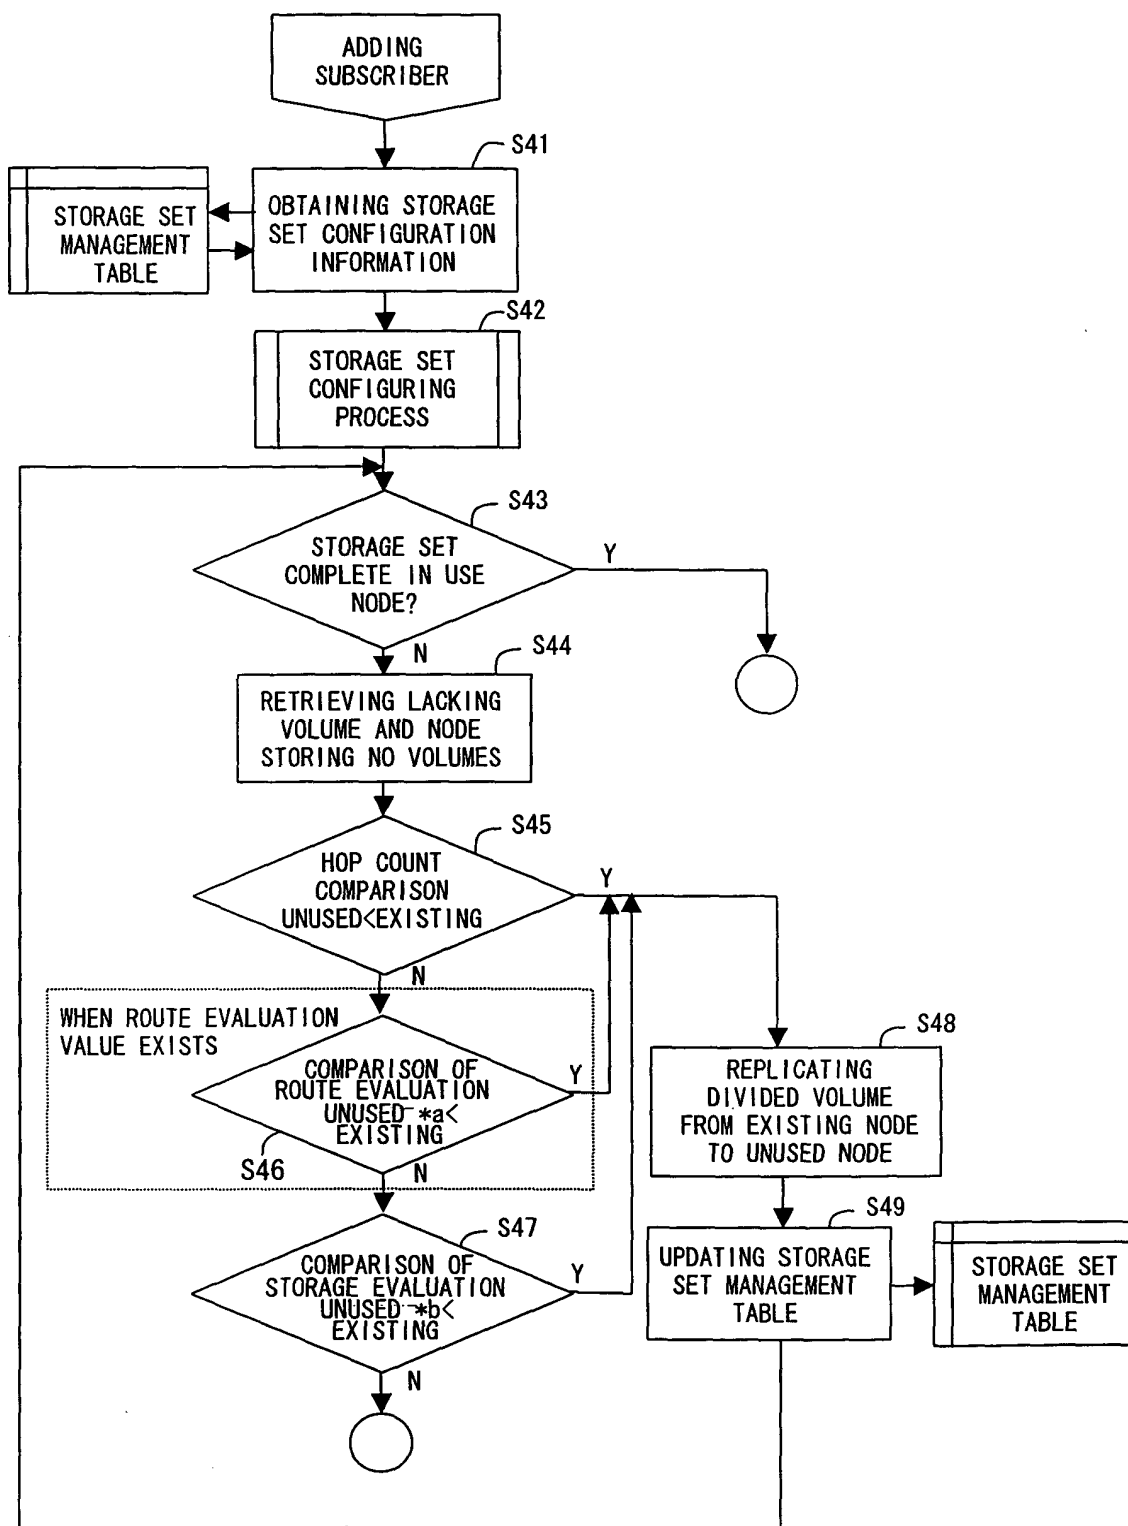 ADDING
SUBSCRIBER
S41
STORAGE SET
MANAGEMENT
TABLE
OBTAINING STORAGE
SET CONFIGURATION
INFORMATION
S42
STORAGE SET
CONFIGURING
PROCESS
S43
STORAGE SET
COMPLETE IN USE
NODE?
Y
N
S44
RETRIEVING LACKING
VOLUME AND NODE
STORING NO VOLUMES
S45
HOP COUNT
COMPARISON
UNUSED<EXISTING
Y
N
WHEN ROUTE EVALUATION
VALUE EXISTS
COMPARISON OF
ROUTE EVALUATION
UNUSED *a<
EXISTING
Y
S46
N
S48
REPLICATING
DIVIDED VOLUME
FROM EXISTING NODE
TO UNUSED NODE
S47
COMPARISON OF
STORAGE EVALUATION
UNUSED *b<
EXISTING
Y
N
S49
UPDATING STORAGE
SET MANAGEMENT
TABLE
STORAGE SET
MANAGEMENT
TABLE